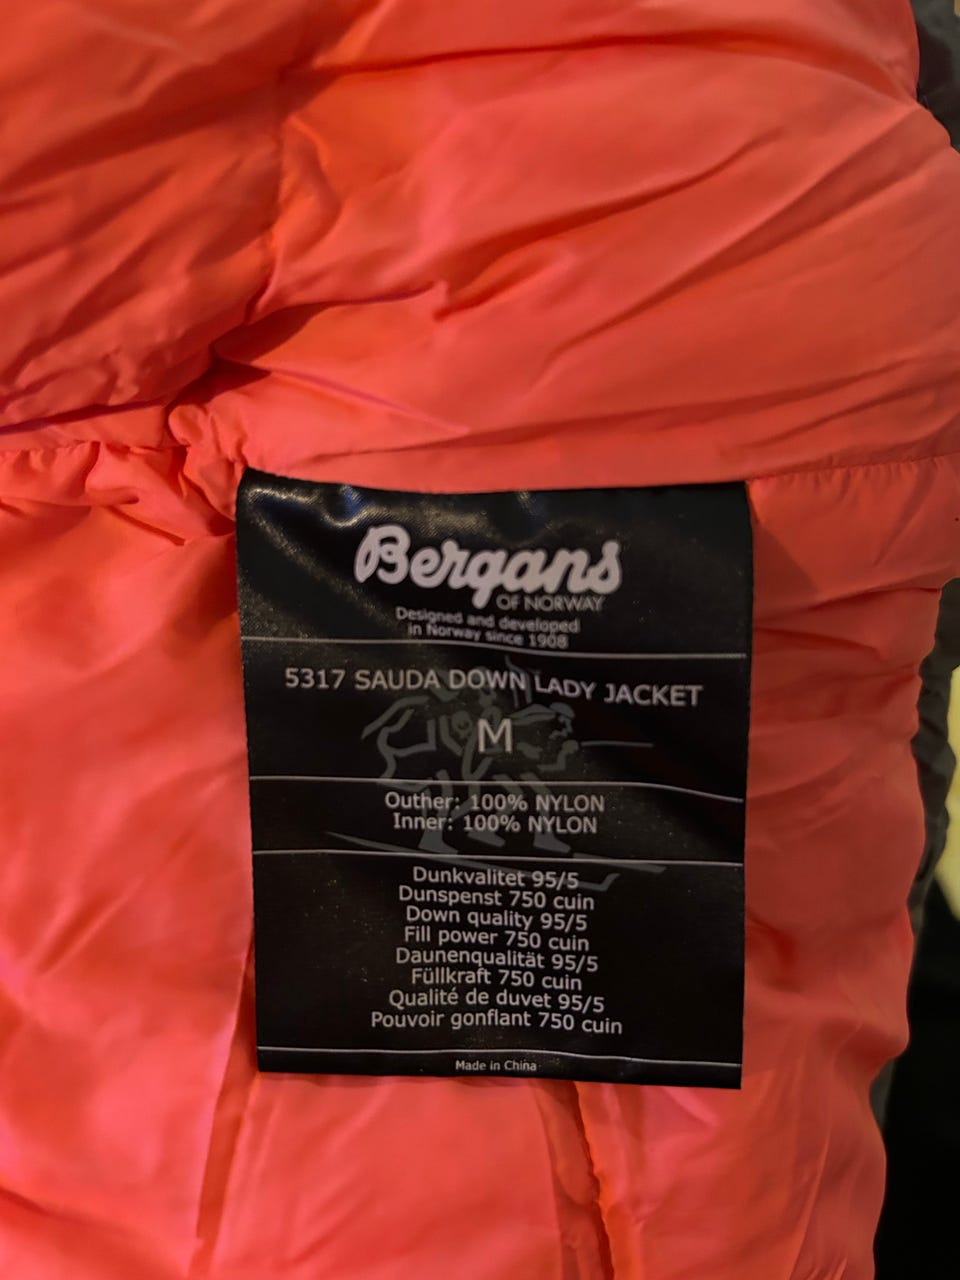 Bergans
OF NORWAY
Designed and developed
in Norway since 1908
5317 SAUDA DOWN LADY JACKET
M
Outher: 100% NYLON
Inner: 100% NYLON
Dunkvalitet 95/5
Dunspenst 750 cuin
Down quality 95/5
Fill power 750 cuin
Daunenqualität 95/5
Füllkraft 750 cuin
Qualité de duvet 95/5
Pouvoir gonflant 750 cuin
Made in China